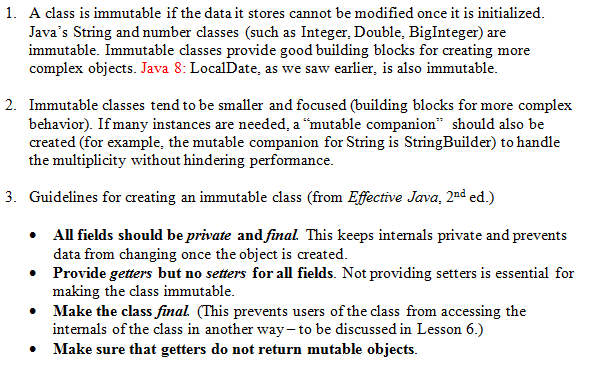 1. A class is immutable if the data it stores cannot be modified once it is initialized.
Java’s String and number classes (such as Integer, Double, BigInteger) are
immutable. Immutable classes provide good building blocks for creating more
complex objects. Java 8: LocalDate, as we saw earlier, is also immutable.
2. Immutable classes tend to be smaller and focused (building blocks for more complex
behavior). If many instances are needed, a “mutable companion” should also be
created (for example, the mutable companion for String is StringBuilder) to handle
the multiplicity without hindering performance.
3. Guidelines for creating an immutable class (from Effective Java, 2nd ed.)
• All fields should be private and final. This keeps internals private and prevents
data from changing once the object is created.
• Provide getters but no setters for all fields. Not providing setters is essential for
making the class immutable.
• Make the class final. (This prevents users of the class from accessing the
internals of the class in another way – to be discussed in Lesson 6.)
• Make sure that getters do not return mutable objects.